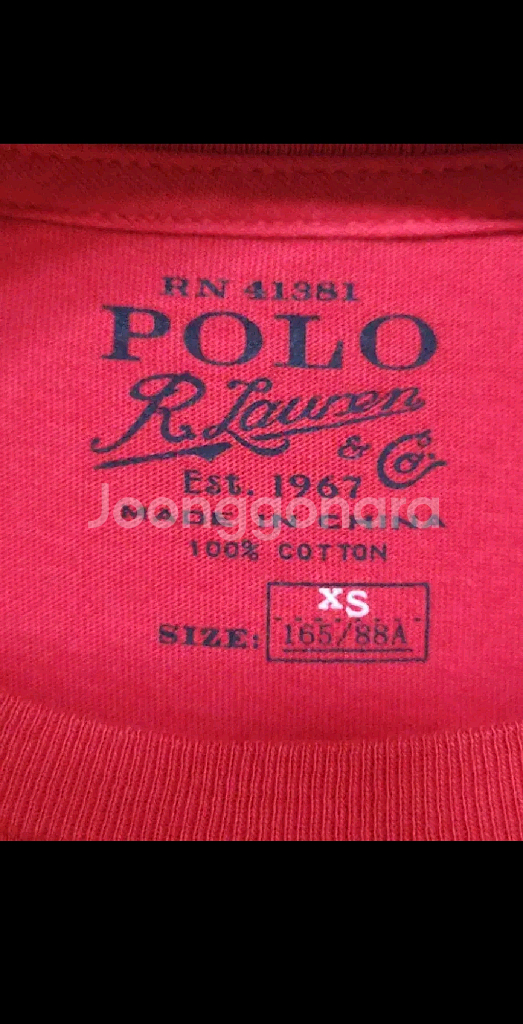 RN 41381
POLO
R. Lauren
& Co.
Est. 1967
MADE IN CHINA
Joonggonara
100% COTTON
XS
SIZE: 165/88A